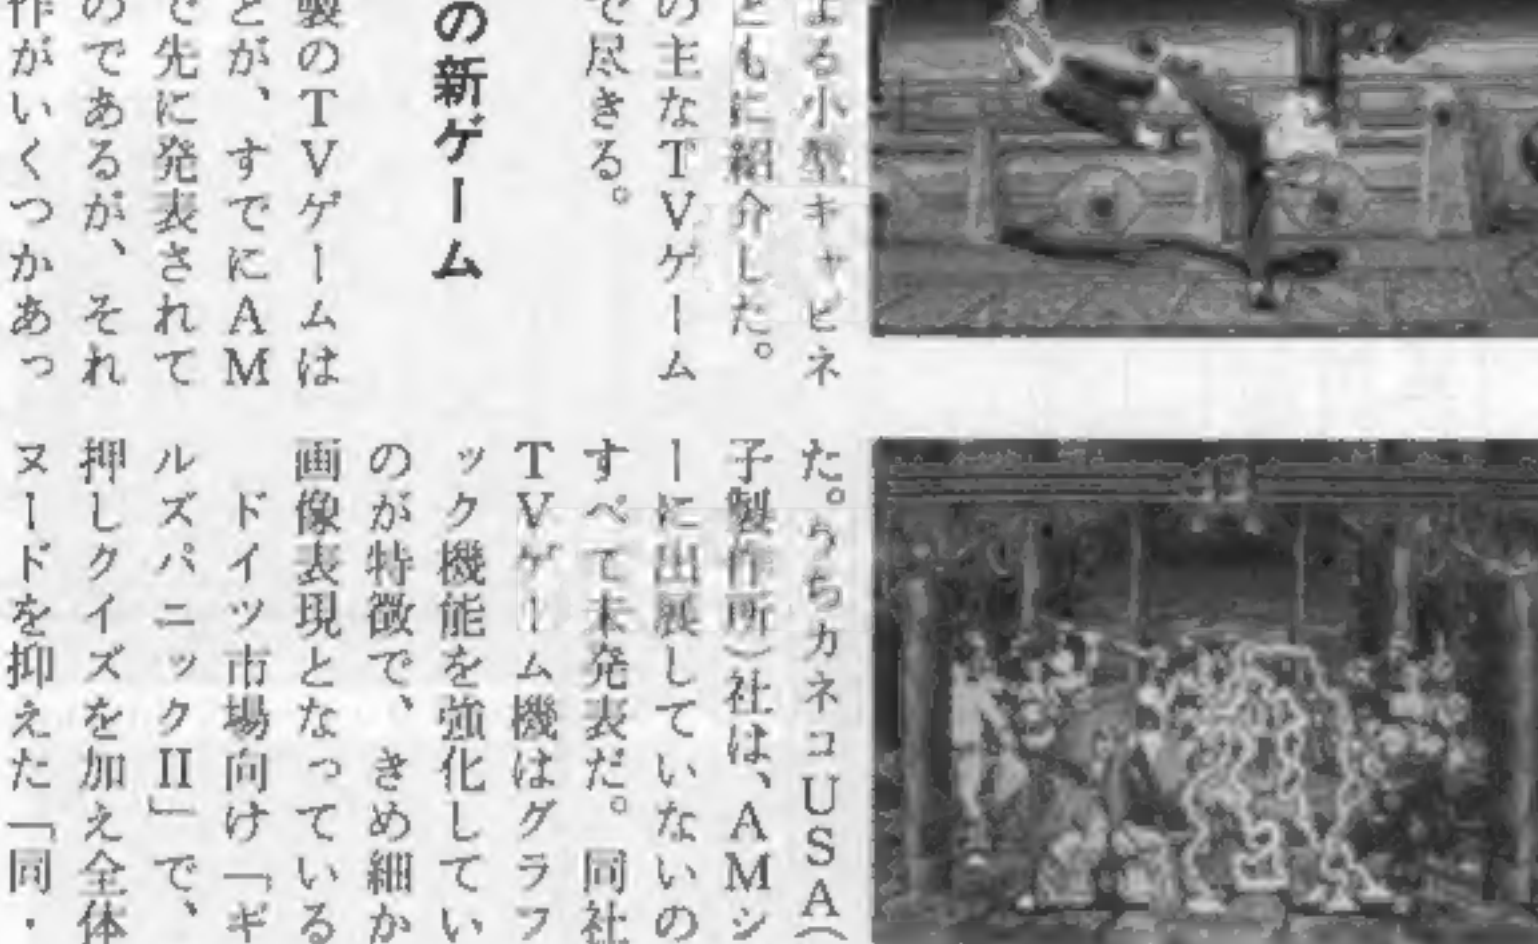 よる小型キャビネ
ともに紹介した。
の主なTVゲーム
で尽きる。
の新ゲーム
製のTVゲームは
とが、すでにAM
で先に発表されて
のであるが、それ
作がいくつかあっ
た。うちカネコUSA(
子製作所)社は、AMシ
ーに出展していないの
すべて未発表だ。同社
TVゲーム機はグラフ
ック機能を強化してい
のが特徴で、きめ細か
画像表現となっている
ドイツ市場向け「ギ
ルズパニックII」で、
押しクイズを加え全体
ヌードを抑えた「同・